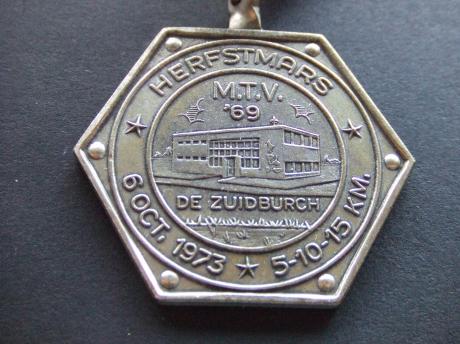 HERFSTMARS
M.T.V.
'69
DE ZUIDBURCH
6 OCT. 1973 ★ 5-10-15 KM.